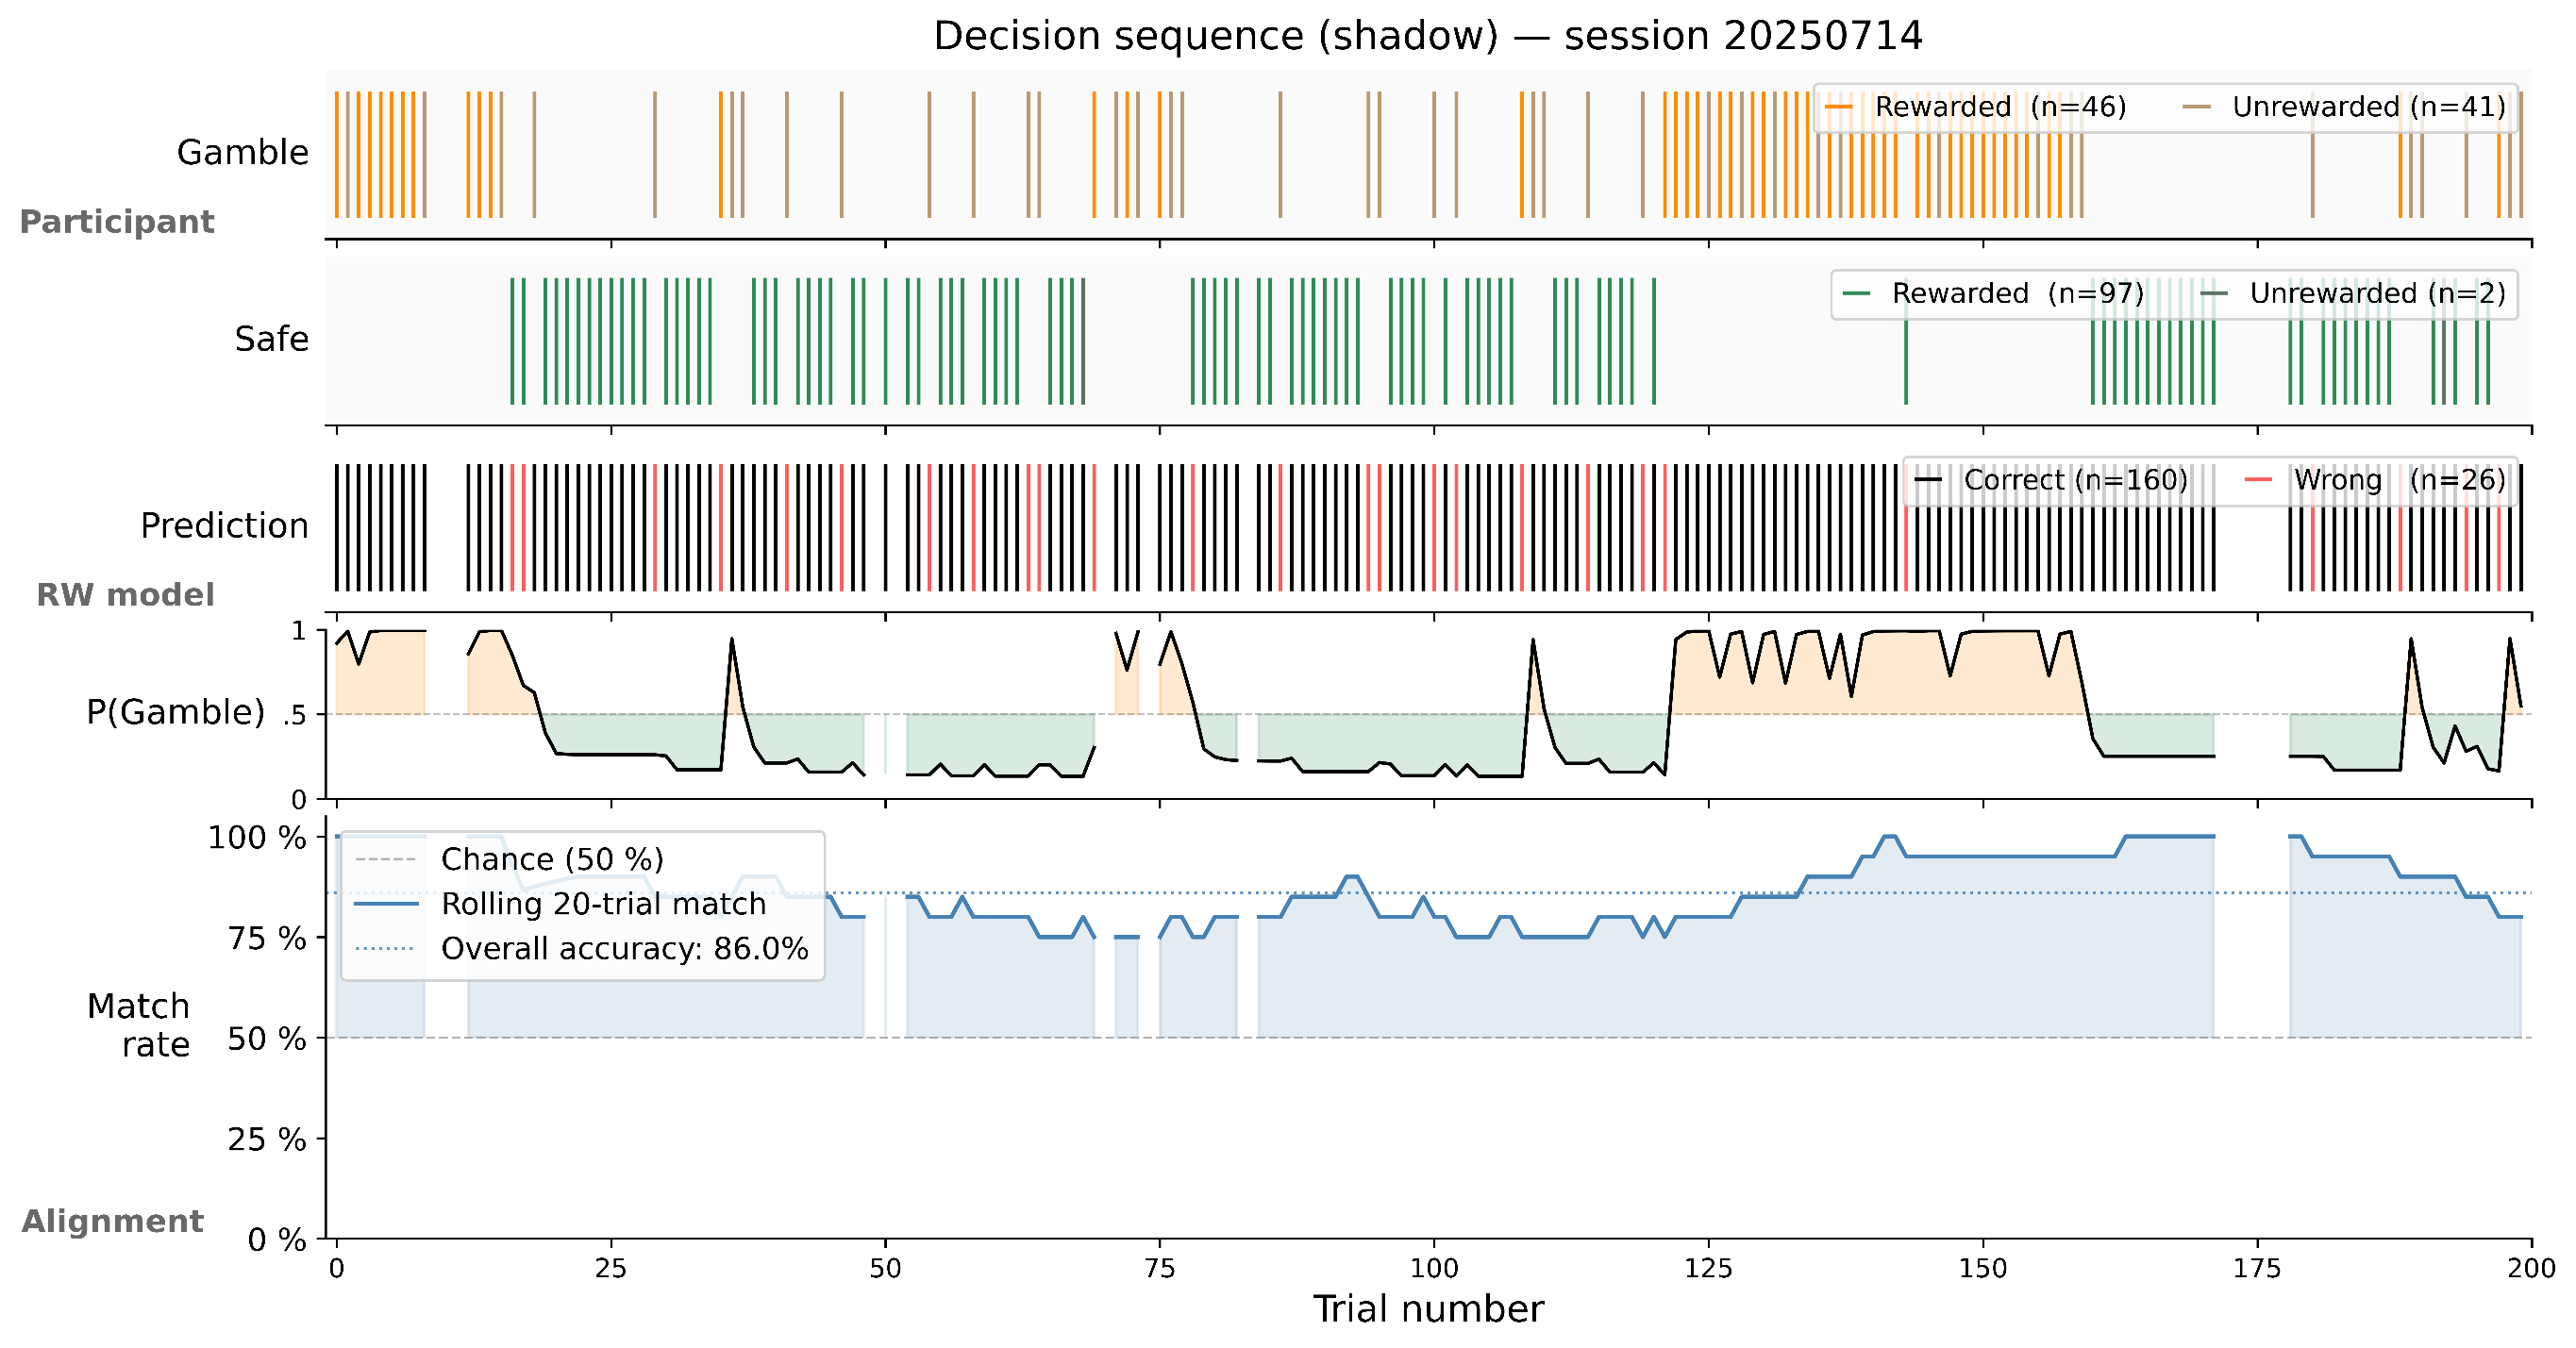 Decision sequence (shadow) — session 20250714
Gamble
Participant
Rewarded  (n=46)
Unrewarded (n=41)
Safe
Rewarded  (n=97)
Unrewarded (n=2)
Prediction
RW model
Correct (n=160)
Wrong   (n=26)
P(Gamble)
1
.5
0
Match
rate
Alignment
100 %
75 %
50 %
25 %
0 %
Chance (50 %)
Rolling 20-trial match
Overall accuracy: 86.0%
0 25 50 75 100 125 150 175 200
Trial number